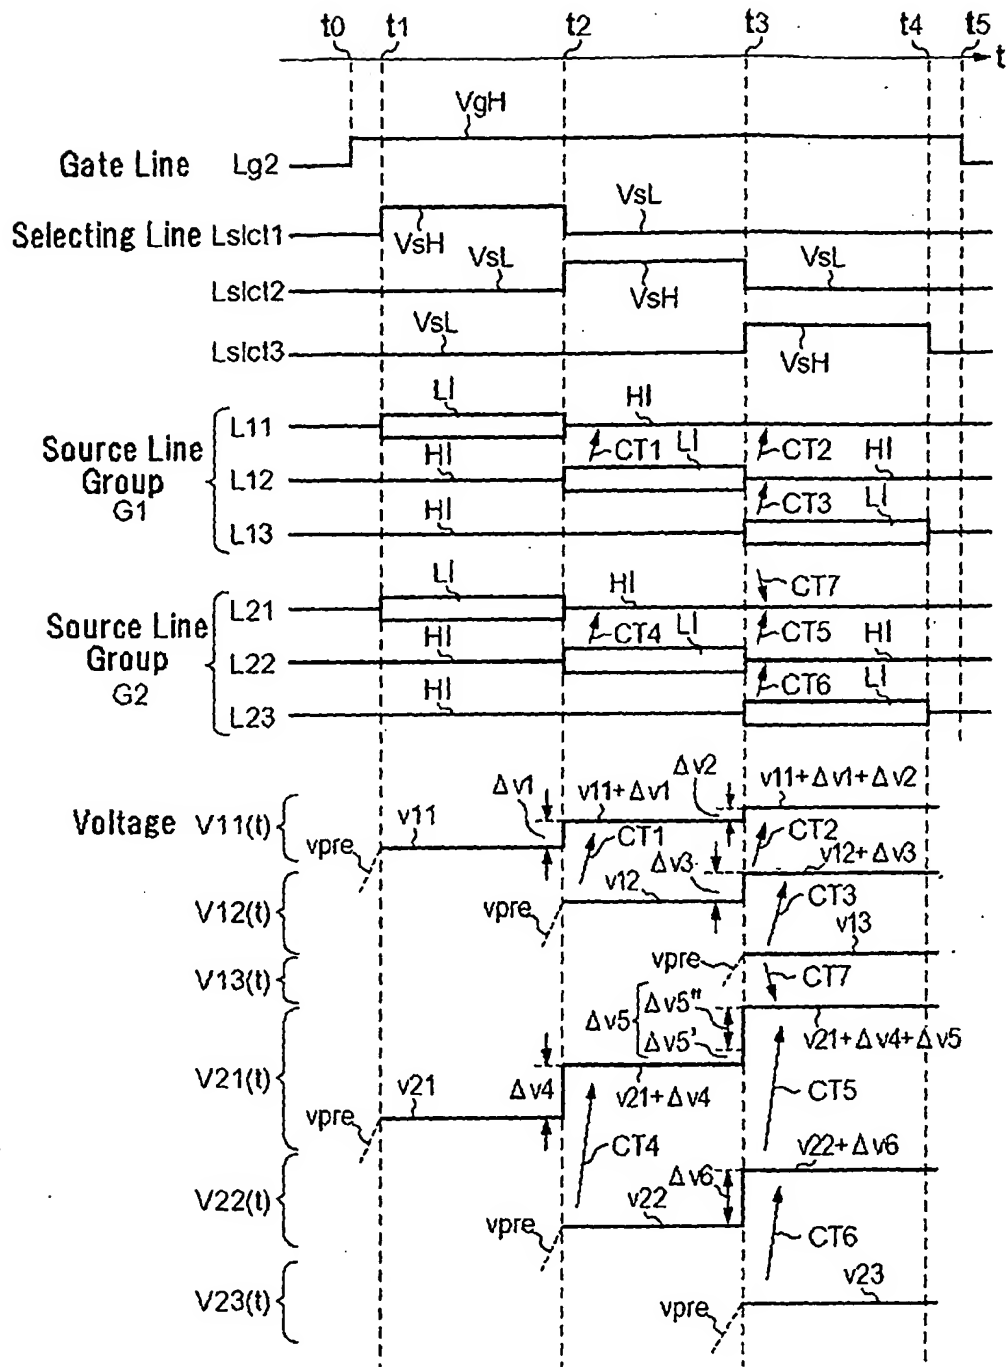 t0 t1 t2 t3 t4 t5
t
VgH
Gate Line Lg2
VsL
Selecting Line Lslct1
VsH
VsL VsL
Lslct2
VsH
VsL
Lslct3
VsH
LI HI
L11
CT1 LI CT2 HI
HI
Source Line
Group
G1
L12
CT3 LI
HI
L13
LI HI CT7
L21
CT4 LI CT5 HI
HI
Source Line
Group
G2
L22
CT6 LI
HI
L23
Δv1 v11+Δv1 Δv2 v11+Δv1+Δv2
Voltage V11(t)
v11
vpre CT1 CT2
Δv3 v12+Δv3
v12
V12(t)
vpre CT3
v13
V13(t)
vpre CT7
Δv5 Δv5" Δv5'
v21+Δv4+Δv5
V21(t)
v21 Δv4 v21+Δv4
vpre CT5
CT4
v22+Δv6
Δv6
V22(t)
v22
vpre CT6
v23
V23(t)
vpre